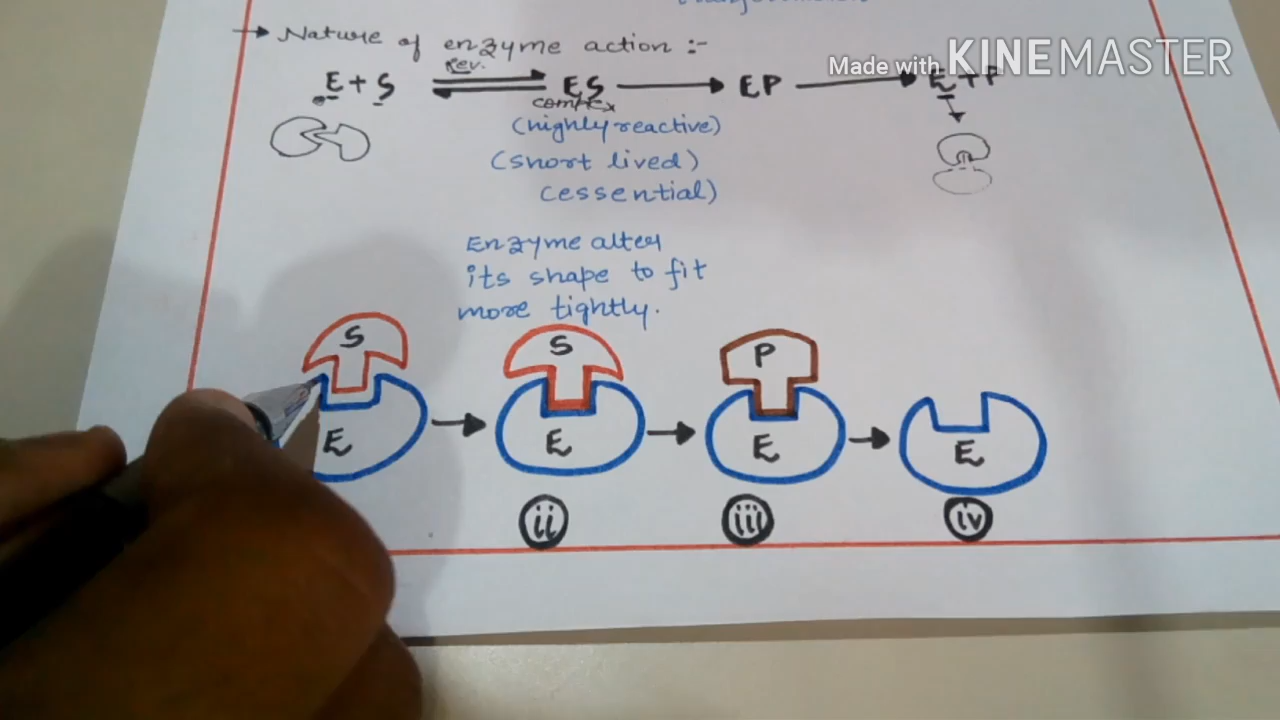 → Nature of enzyme action :-
Made with KINEMASTER
E + S ⇌ ES → EP → E + P
Rev.
complex
(highly reactive)
(short lived)
(essential)
Enzyme alter
its shape to fit
more tightly.
S S P
E E E E
ii iii iv